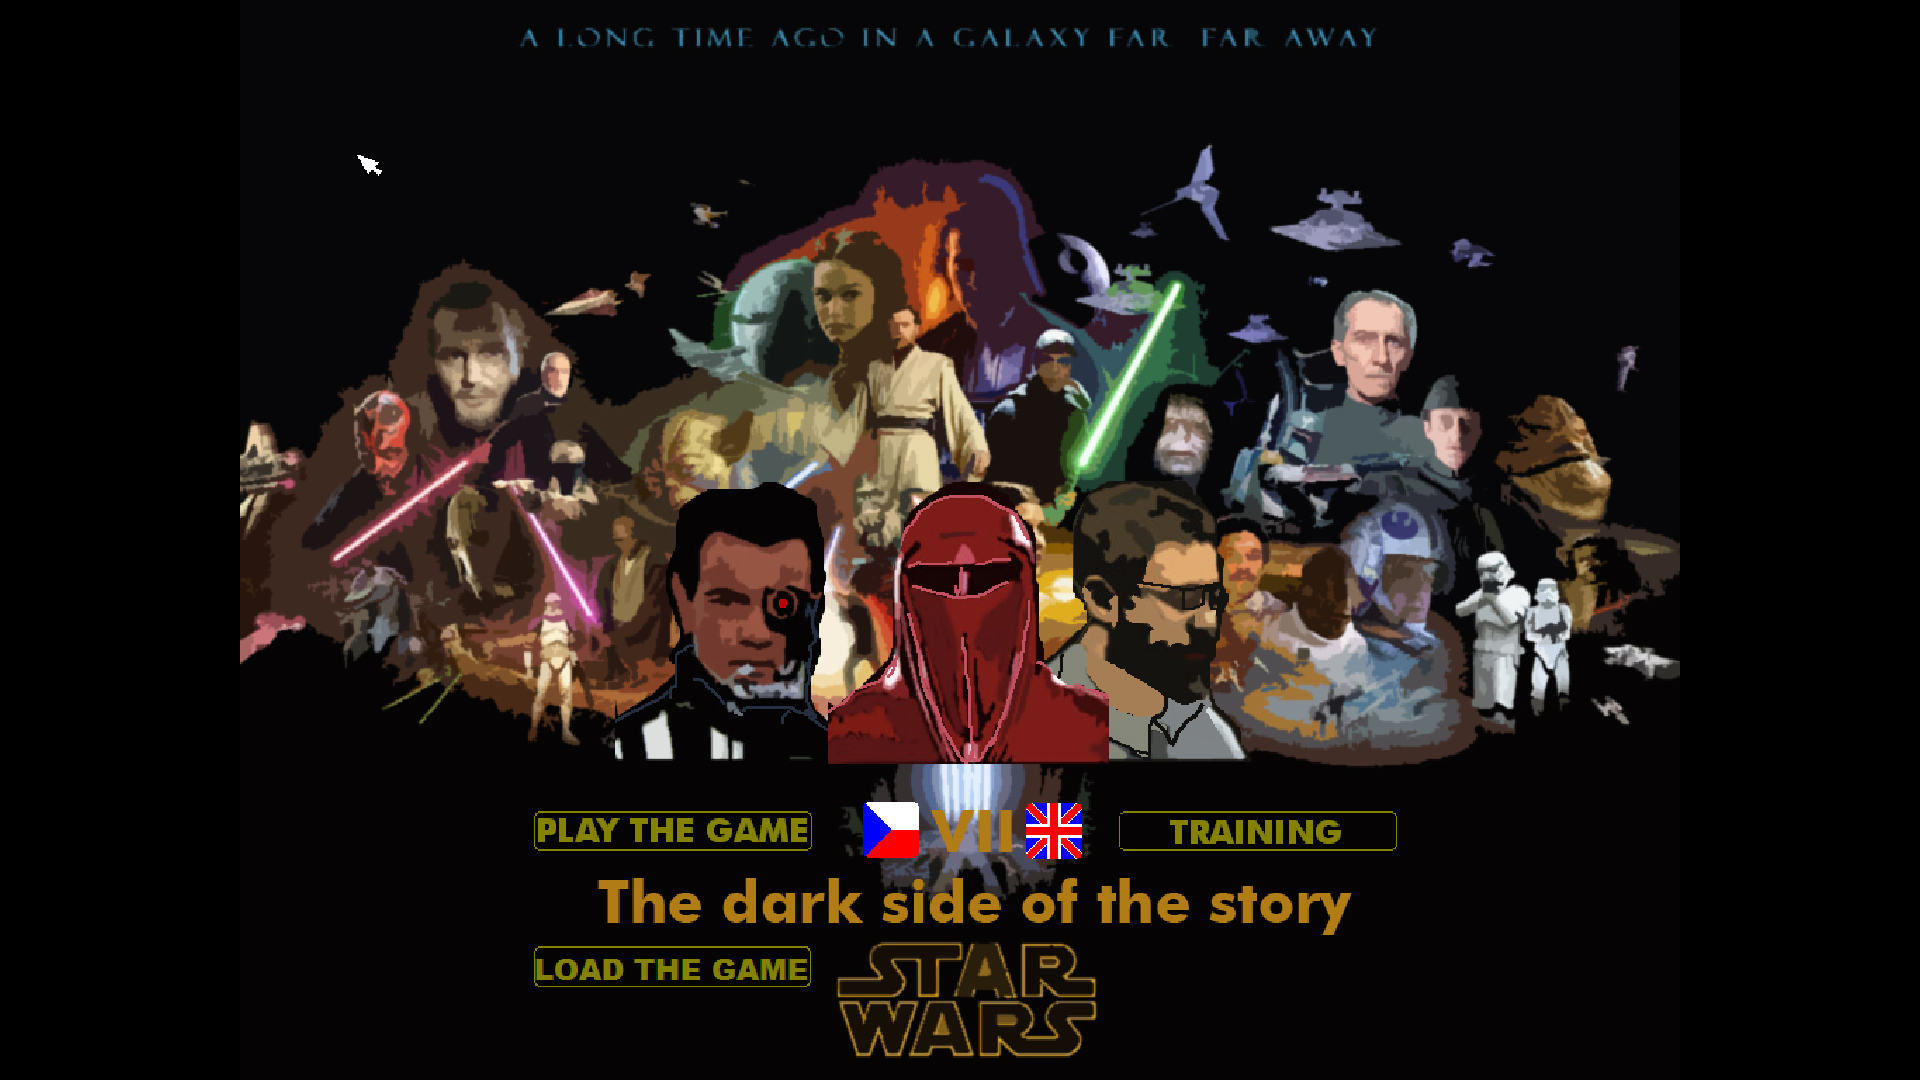 A LONG TIME AGO IN A GALAXY FAR FAR AWAY
PLAY THE GAME
VII
TRAINING
The dark side of the story
LOAD THE GAME
STAR
WARS